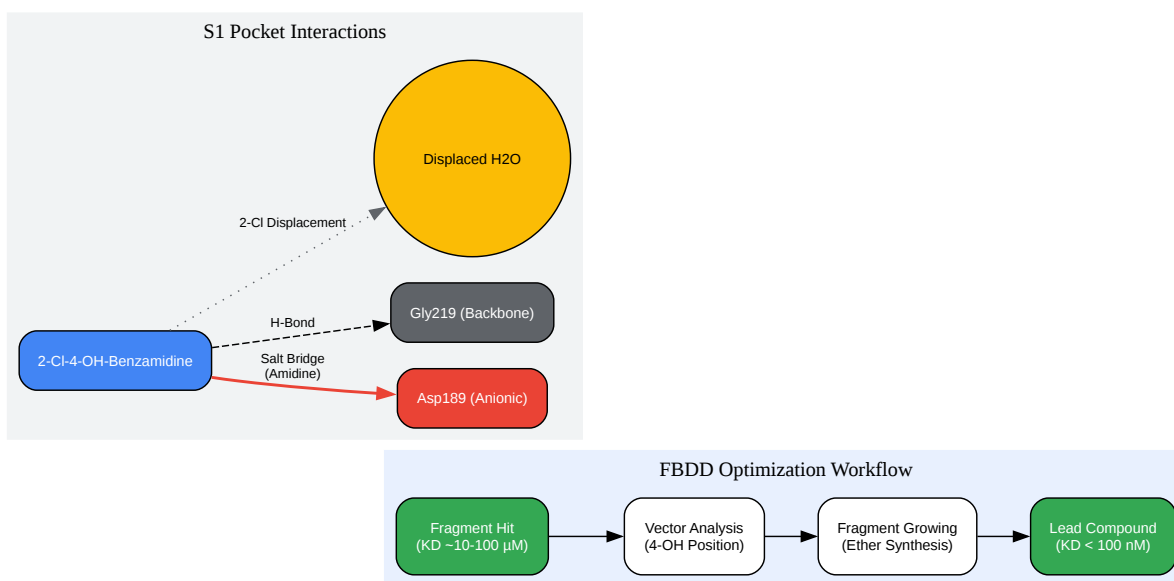 S1 Pocket Interactions
Displaced H2O
2-Cl Displacement
Gly219 (Backbone)
H-Bond
2-Cl-4-OH-Benzamidine
Salt Bridge
(Amidine)
Asp189 (Anionic)
FBDD Optimization Workflow
Fragment Hit
(KD ~10-100 µM)
Vector Analysis
(4-OH Position)
Fragment Growing
(Ether Synthesis)
Lead Compound
(KD < 100 nM)